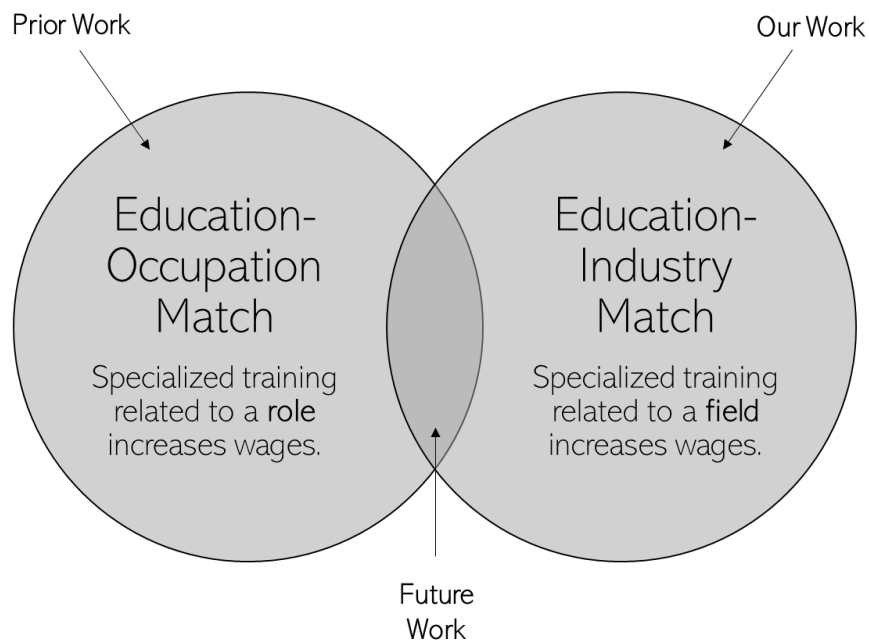 Prior Work
Our Work
Education-
Occupation
Match
Specialized training
related to a role
increases wages.
Education-
Industry
Match
Specialized training
related to a field
increases wages.
Future
Work